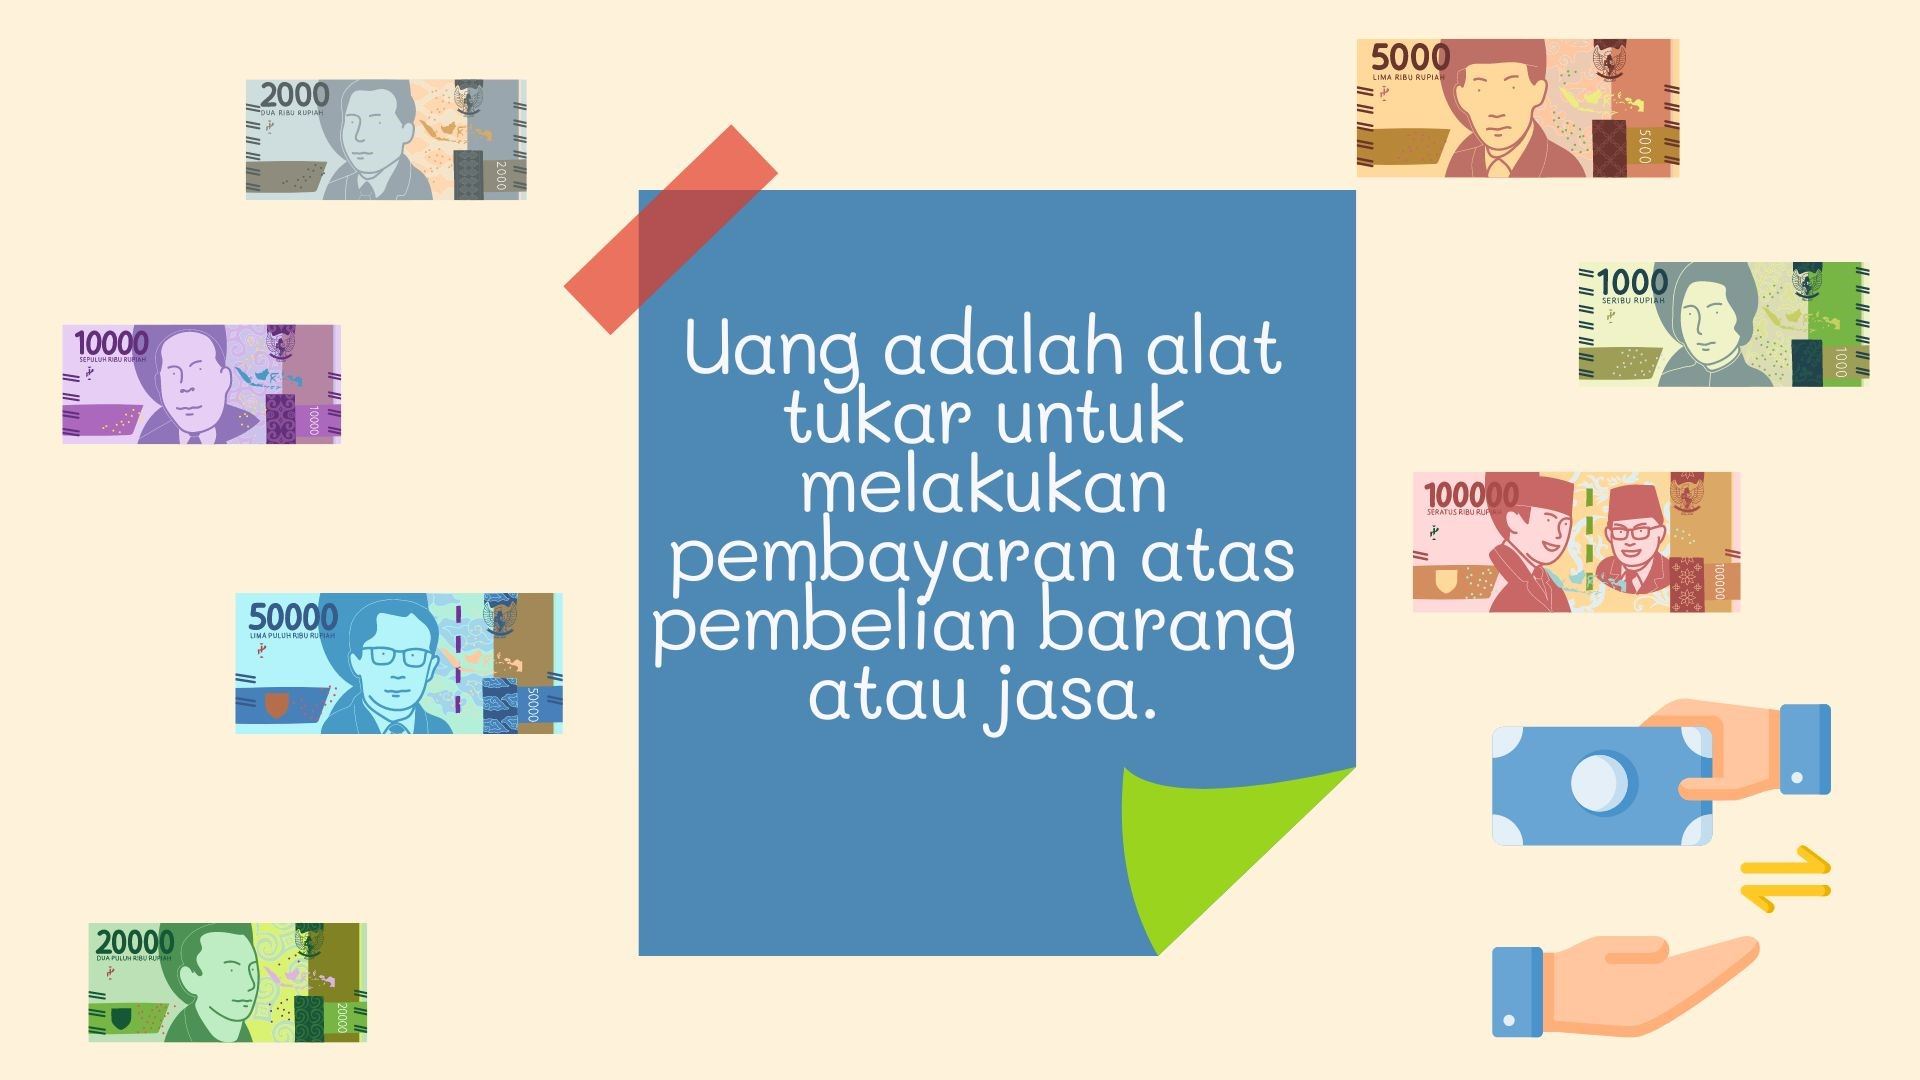 2000
DUA RIBU RUPIAH
2000
5000
LIMA RIBU RUPIAH
5000
1000
SERIBU RUPIAH
1000
10000
SEPULUH RIBU RUPIAH
10000
Uang adalah alat
tukar untuk
melakukan
pembayaran atas
pembelian barang
atau jasa.
100000
SERATUS RIBU RUPIAH
100000
50000
LIMA PULUH RIBU RUPIAH
50000
20000
DUA PULUH RIBU RUPIAH
20000